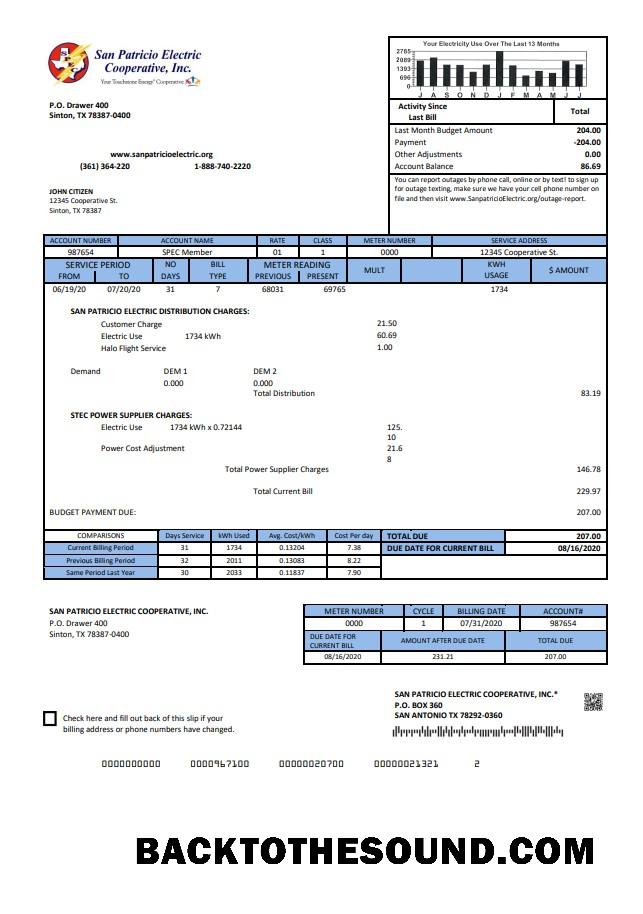 San Patricio Electric
Cooperative, Inc.
Your Touchstone Energy® Cooperative
P.O. Drawer 400
Sinton, TX 78387-0400
www.sanpatricioelectric.org
(361) 364-220 1-888-740-2220
JOHN CITIZEN
12345 Cooperative St.
Sinton, TX 78387
Your Electricity Use Over The Last 13 Months
2785
2089
1393
696
0
J A S O N D J F M A M J J
Activity Since
Last Bill
Total
Last Month Budget Amount 204.00
Payment -204.00
Other Adjustments 0.00
Account Balance 86.69
You can report outages by phone call, online or by text! to sign up
for outage texting, make sure we have your cell phone number on
file and then visit www.SanpatricioElectric.org/outage-report.
ACCOUNT NUMBER ACCOUNT NAME RATE CLASS METER NUMBER SERVICE ADDRESS
987654 SPEC Member 01 1 0000 12345 Cooperative St.
SERVICE PERIOD NO BILL METER READING MULT KWH $ AMOUNT
FROM TO DAYS TYPE PREVIOUS PRESENT USAGE
06/19/20 07/20/20 31 7 68031 69765 1734
SAN PATRICIO ELECTRIC DISTRIBUTION CHARGES:
Customer Charge 21.50
Electric Use 1734 kWh 60.69
Halo Flight Service 1.00
Demand DEM 1 DEM 2
0.000 0.000
Total Distribution 83.19
STEC POWER SUPPLIER CHARGES:
Electric Use 1734 kWh x 0.72144 125.
10
Power Cost Adjustment 21.6
8
Total Power Supplier Charges 146.78
Total Current Bill 229.97
BUDGET PAYMENT DUE: 207.00
COMPARISONS Days Service kWh Used Avg. Cost/kWh Cost Per day TOTAL DUE 207.00
Current Billing Period 31 1734 0.13204 7.38 DUE DATE FOR CURRENT BILL 08/16/2020
Previous Billing Period 32 2011 0.13083 8.22
Same Period Last Year 30 2033 0.11837 7.90
SAN PATRICIO ELECTRIC COOPERATIVE, INC.
P.O. Drawer 400
Sinton, TX 78387-0400
METER NUMBER CYCLE BILLING DATE ACCOUNT#
0000 1 07/31/2020 987654
DUE DATE FOR
CURRENT BILL AMOUNT AFTER DUE DATE TOTAL DUE
08/16/2020 231.21 207.00
SAN PATRICIO ELECTRIC COOPERATIVE, INC.*
P.O. BOX 360
SAN ANTONIO TX 78292-0360
Check here and fill out back of this slip if your
billing address or phone numbers have changed.
0000000000 0000967100 00000020700 00000021321 2
BACKTOTHESOUND.COM